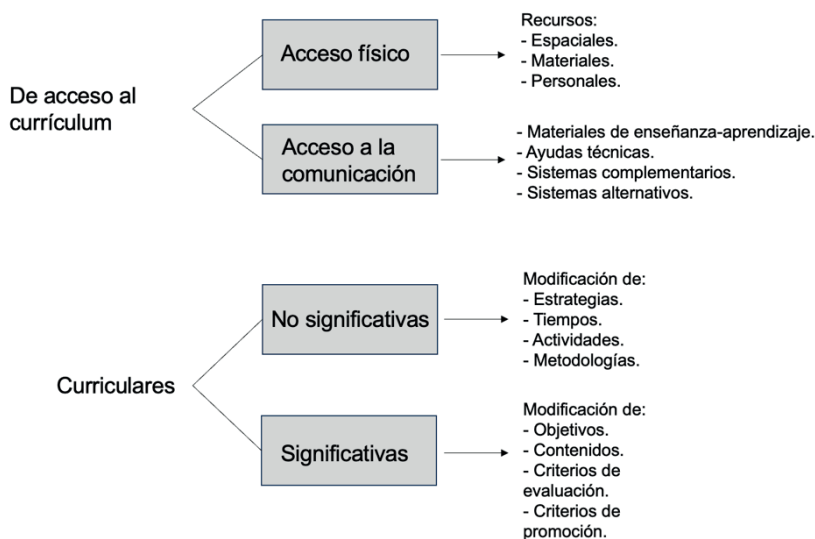 De acceso al
currículum
Acceso físico
Recursos:
- Espaciales.
- Materiales.
- Personales.
Acceso a la
comunicación
- Materiales de enseñanza-aprendizaje.
- Ayudas técnicas.
- Sistemas complementarios.
- Sistemas alternativos.
Curriculares
No significativas
Modificación de:
- Estrategias.
- Tiempos.
- Actividades.
- Metodologías.
Significativas
Modificación de:
- Objetivos.
- Contenidos.
- Criterios de
evaluación.
- Criterios de
promoción.